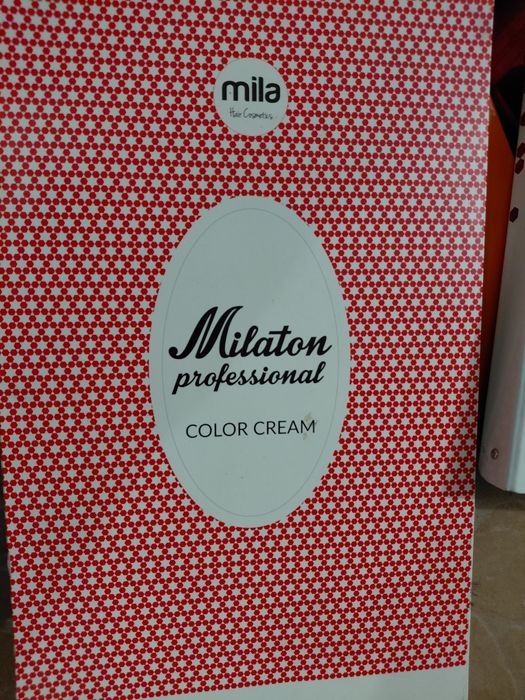 mila
Hair Cosmetics
Milaton
professional
COLOR CREAM